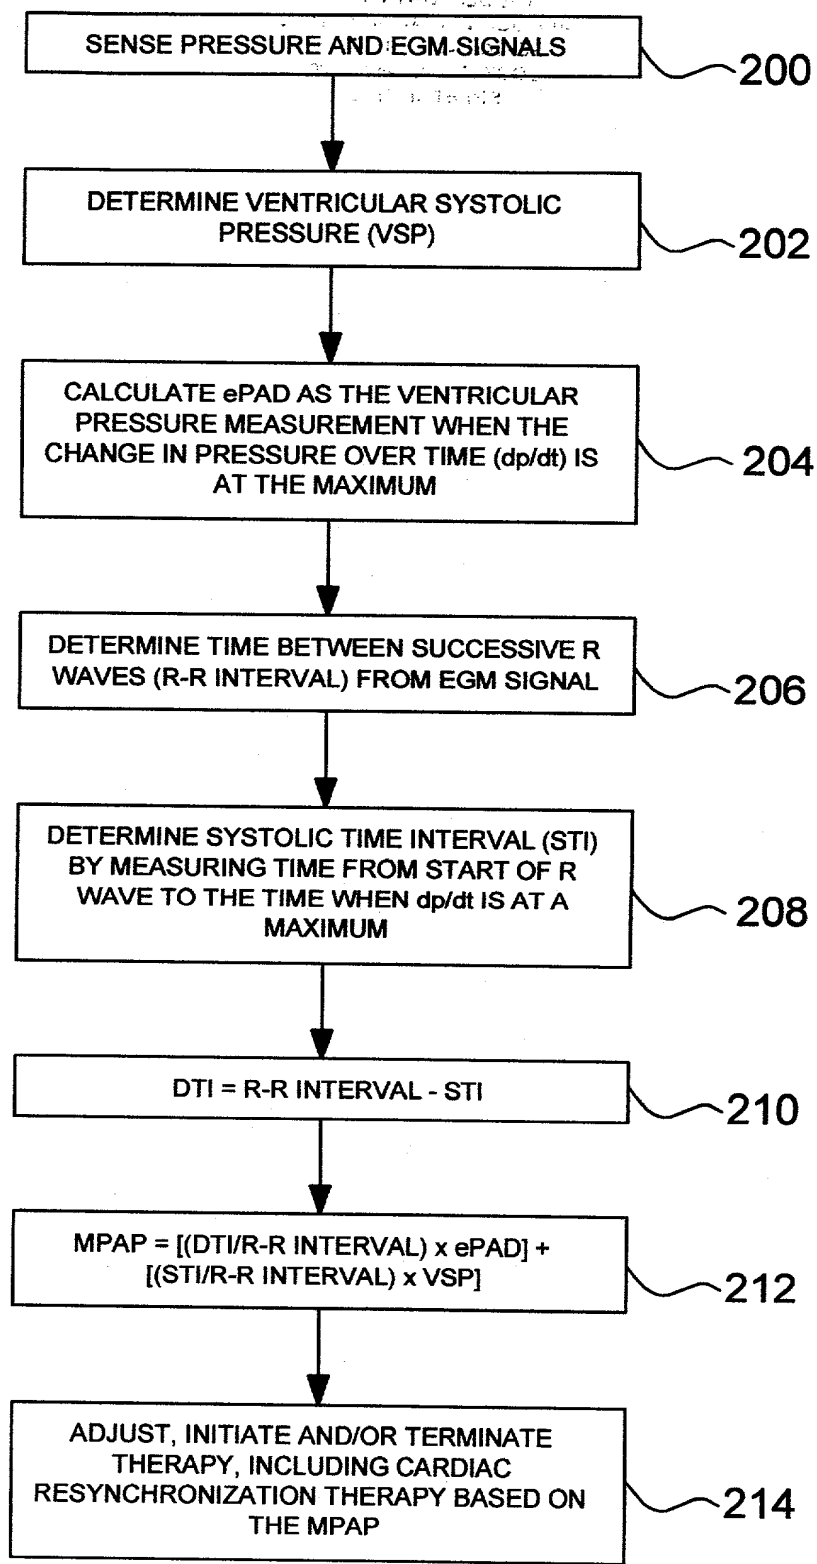 SENSE PRESSURE AND EGM SIGNALS
200
DETERMINE VENTRICULAR SYSTOLIC
PRESSURE (VSP)
202
CALCULATE ePAD AS THE VENTRICULAR
PRESSURE MEASUREMENT WHEN THE
CHANGE IN PRESSURE OVER TIME (dp/dt) IS
AT THE MAXIMUM
204
DETERMINE TIME BETWEEN SUCCESSIVE R
WAVES (R-R INTERVAL) FROM EGM SIGNAL
206
DETERMINE SYSTOLIC TIME INTERVAL (STI)
BY MEASURING TIME FROM START OF R
WAVE TO THE TIME WHEN dp/dt IS AT A
MAXIMUM
208
DTI = R-R INTERVAL - STI
210
MPAP = [(DTI/R-R INTERVAL) x ePAD] +
[(STI/R-R INTERVAL) x VSP]
212
ADJUST, INITIATE AND/OR TERMINATE
THERAPY, INCLUDING CARDIAC
RESYNCHRONIZATION THERAPY BASED ON
THE MPAP
214